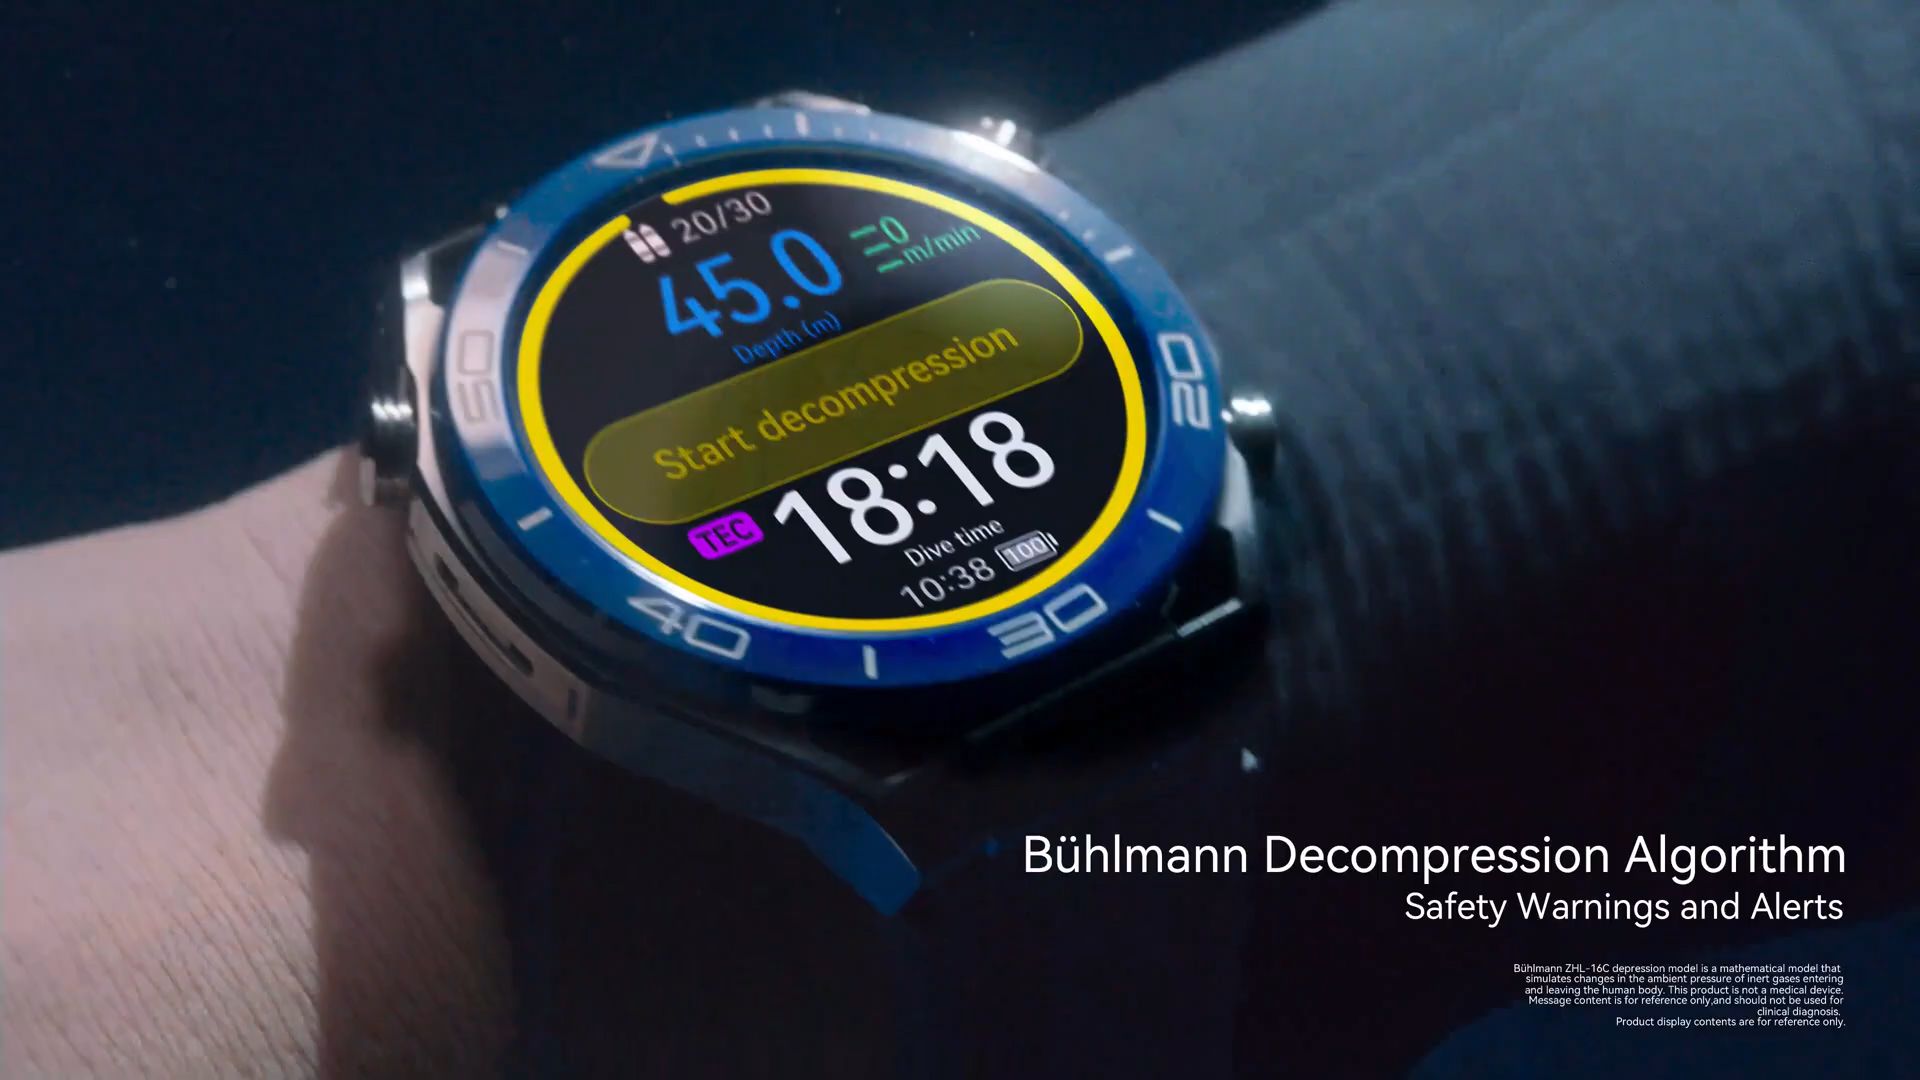 20/30
45.0
0
m/min
Depth (m)
Start decompression
TEC
18:18
Dive time
10:38
100
50
20
40
30
Bühlmann Decompression Algorithm
Safety Warnings and Alerts
Bühlmann ZHL-16C depression model is a mathematical model that
simulates changes in the ambient pressure of inert gases entering
and leaving the human body. This product is not a medical device.
Message content is for reference only,and should not be used for
clinical diagnosis.
Product display contents are for reference only.